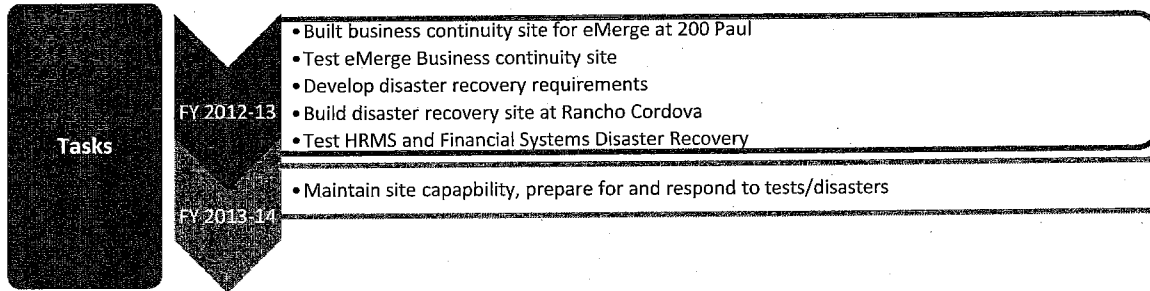 Tasks
FY 2012-13
• Built business continuity site for eMerge at 200 Paul
• Test eMerge Business continuity site
• Develop disaster recovery requirements
• Build disaster recovery site at Rancho Cordova
• Test HRMS and Financial Systems Disaster Recovery
FY 2013-14
• Maintain site capapbility, prepare for and respond to tests/disasters